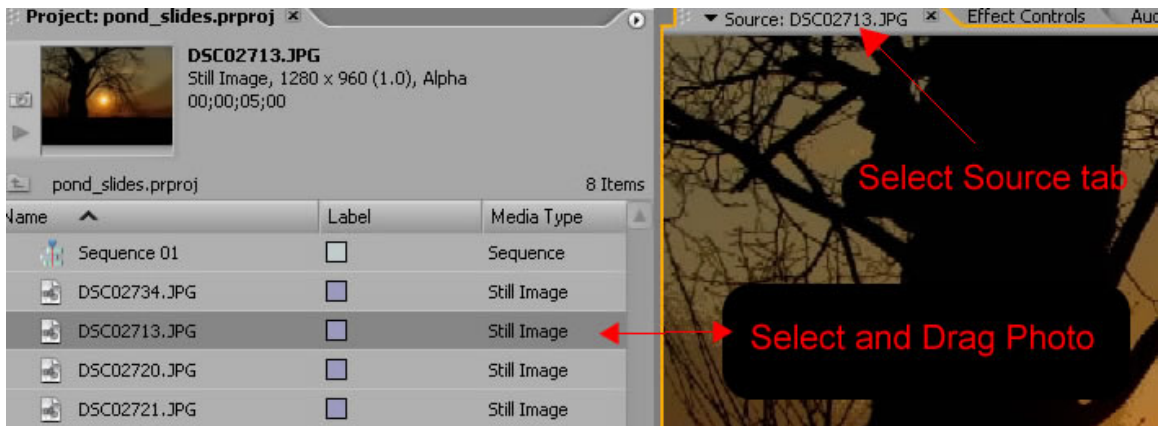 Project: pond_slides.prproj
DSC02713.JPG
Still Image, 1280 x 960 (1.0), Alpha
00;00;05;00
pond_slides.prproj 8 Items
Name Label Media Type
Sequence 01 Sequence
DSC02734.JPG Still Image
DSC02713.JPG Still Image
DSC02720.JPG Still Image
DSC02721.JPG Still Image
Source: DSC02713.JPG Effect Controls Aud
Select Source tab
Select and Drag Photo